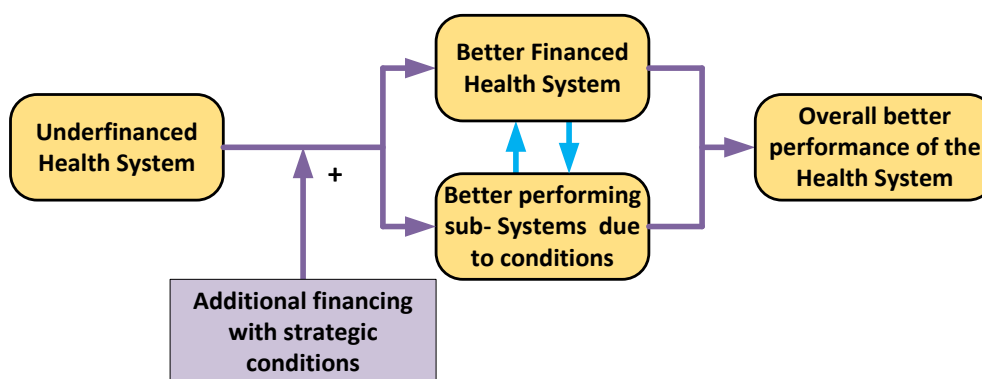 Underfinanced
Health System
+
Additional financing
with strategic
conditions
Better Financed
Health System
Better performing
sub- Systems due
to conditions
Overall better
performance of the
Health System